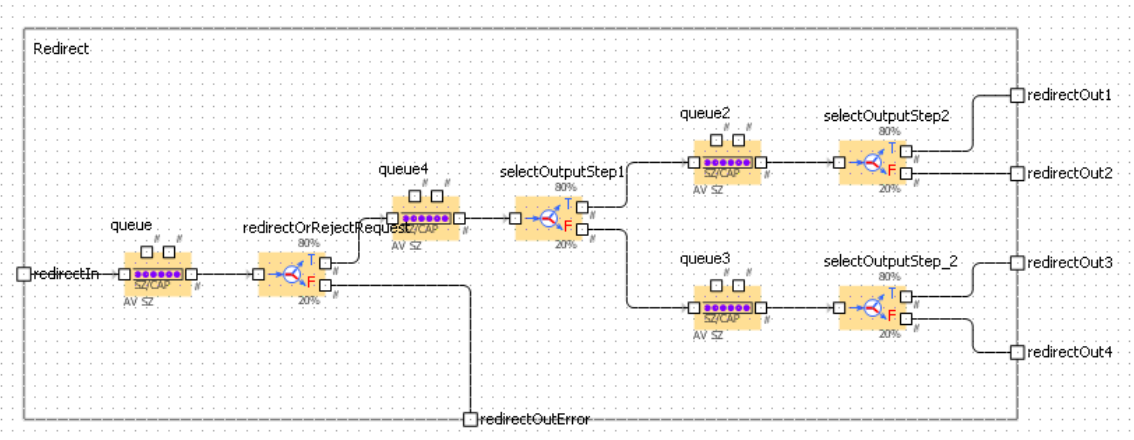 Redirect
redirectOut1
queue2
selectOutputStep2
80%
T
SZ/CAP
F
AV SZ
20%
redirectOut2
queue4
selectOutputStep1
80%
T
SZ/CAP
F
AV SZ
20%
queue
redirectOrRejectRequest
80%
T
redirectIn
SZ/CAP
F
AV SZ
20%
queue3
selectOutputStep_2
80%
T
redirectOut3
SZ/CAP
F
AV SZ
20%
redirectOut4
redirectOutError